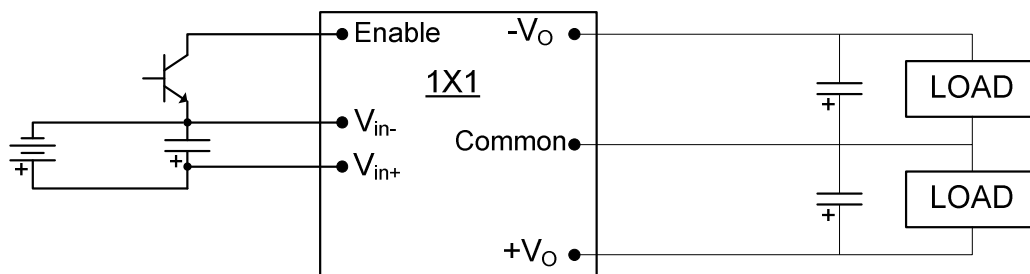 Enable
-VO
1X1
LOAD
Vin-
Common
Vin+
LOAD
+VO
+
+
+
+